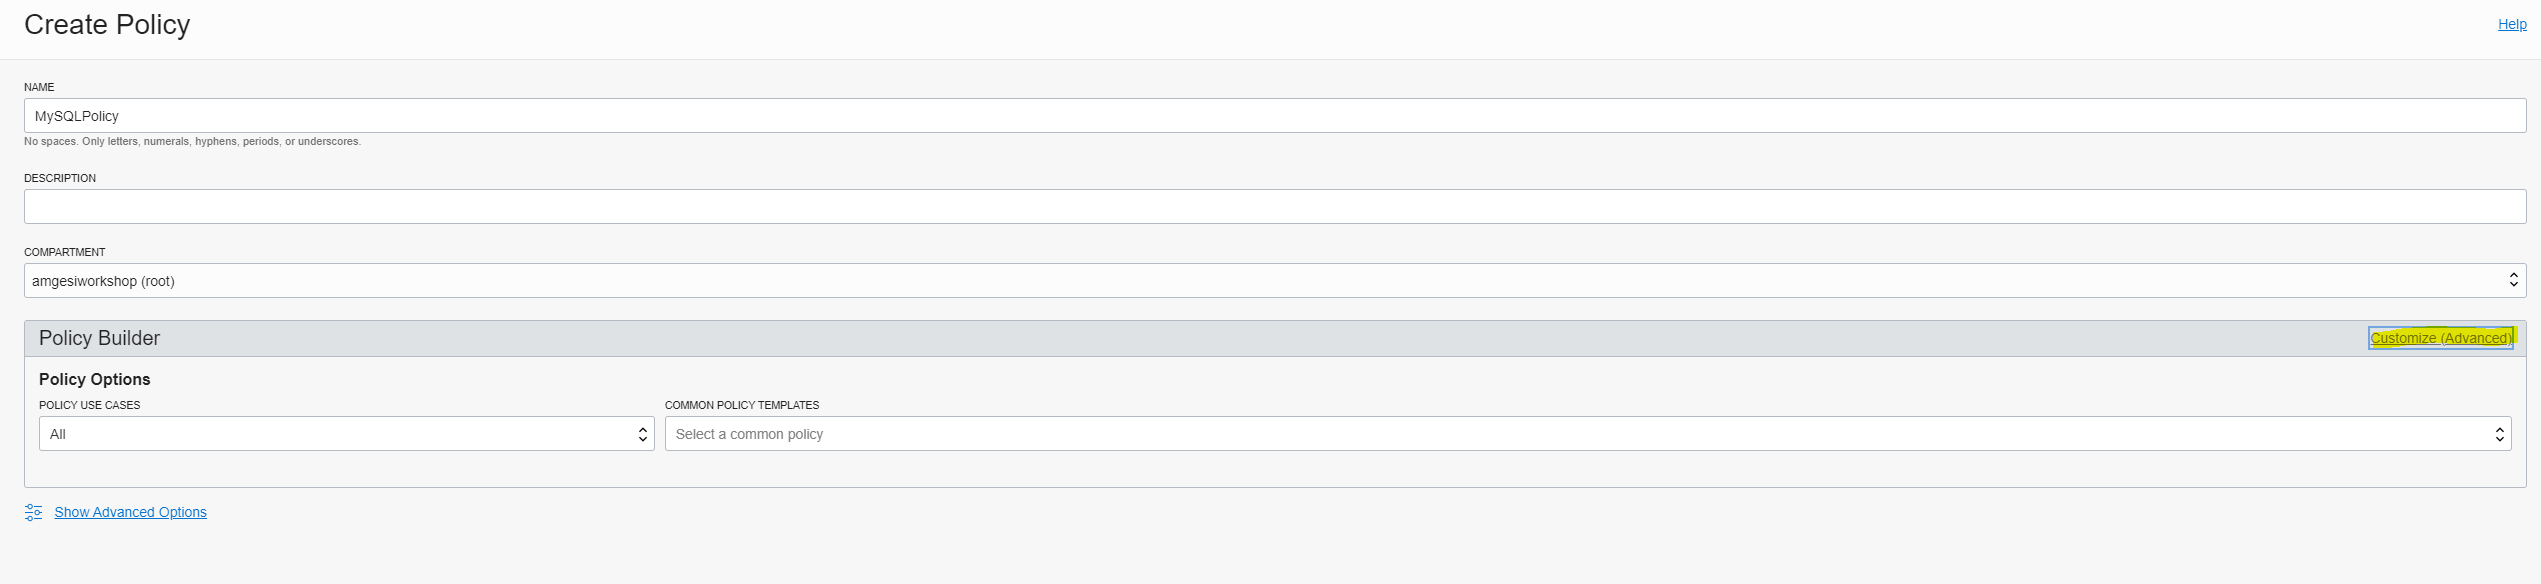 Create Policy
Help
NAME
MySQLPolicy
No spaces. Only letters, numerals, hyphens, periods, or underscores.
DESCRIPTION
COMPARTMENT
amgesiworkshop (root)
Policy Builder
Customize (Advanced)
Policy Options
POLICY USE CASES
COMMON POLICY TEMPLATES
All
Select a common policy
Show Advanced Options